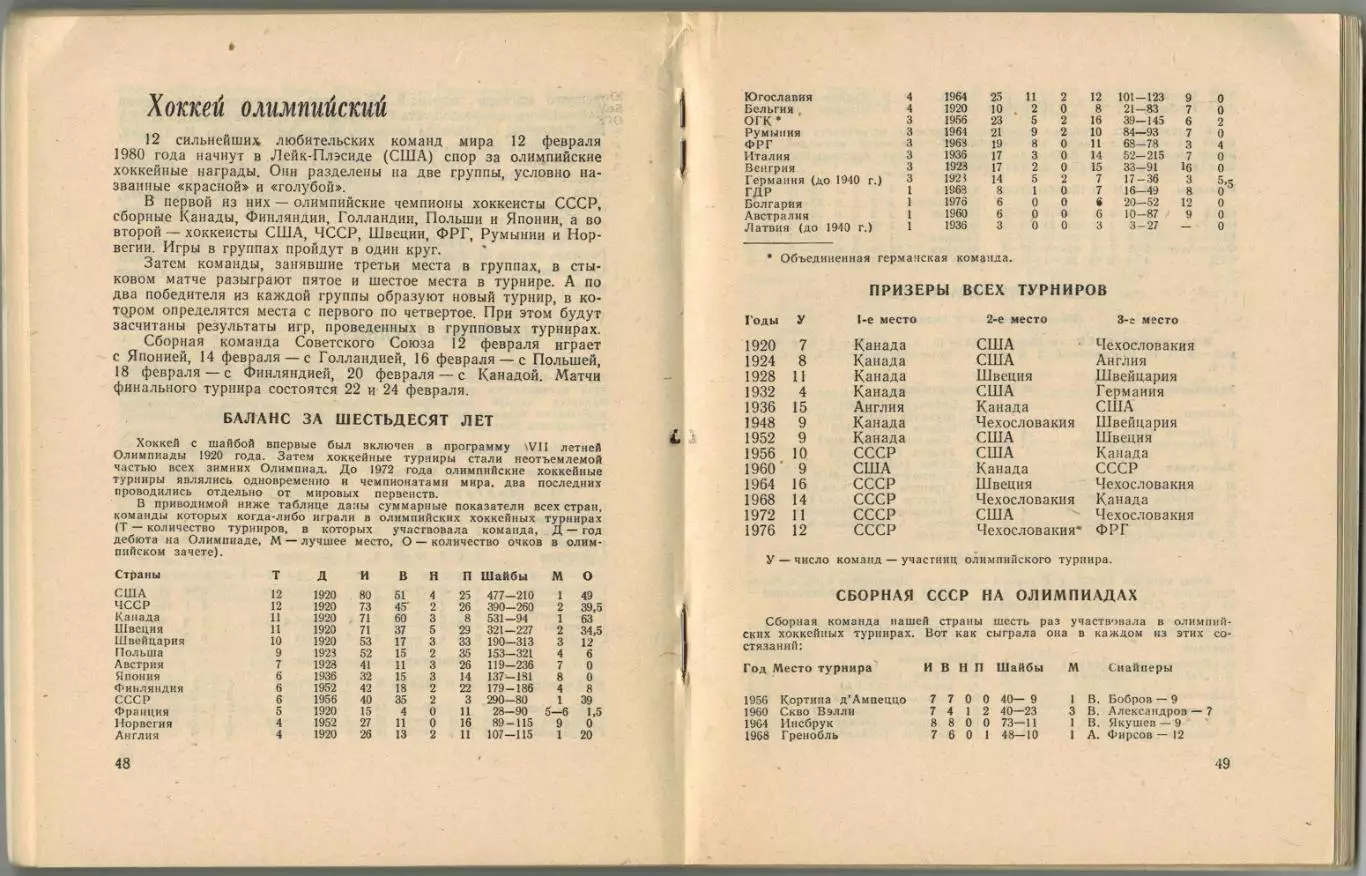 Хоккей олимпийский
12 сильнейших любительских команд мира 12 февраля
1980 года начнут в Лейк-Плэсиде (США) спор за олимпийские
хоккейные награды. Они разделены на две группы, условно на-
званные «красной» и «голубой».
В первой из них — олимпийские чемпионы хоккеисты СССР,
сборные Канады, Финляндии, Голландии, Польши и Японии, а во
второй — хоккеисты США, ЧССР, Швеции, ФРГ, Румынии и Нор-
вегии. Игры в группах пройдут в один круг.
Затем команды, занявшие третьи места в группах, в сты-
ковом матче разыграют пятое и шестое места в турнире. А по
два победителя из каждой группы образуют новый турнир, в ко-
тором определятся места с первого по четвертое. При этом будут
засчитаны результаты игр, проведенных в групповых турнирах.
Сборная команда Советского Союза 12 февраля играет
с Японией, 14 февраля — с Голландией, 16 февраля — с Польшей,
18 февраля — с Финляндией, 20 февраля — с Канадой. Матчи
финального турнира состоятся 22 и 24 февраля.
БАЛАНС ЗА ШЕСТЬДЕСЯТ ЛЕТ
Хоккей с шайбой впервые был включен в программу VII летней
Олимпиады 1920 года. Затем хоккейные турниры стали неотъемлемой
частью всех зимних Олимпиад. До 1972 года олимпийские хоккейные
турниры являлись одновременно и чемпионатами мира, два последних
проводились отдельно от мировых первенств.
В приводимой ниже таблице даны суммарные показатели всех стран,
команды которых когда-либо играли в олимпийских хоккейных турнирах
(Т — количество турниров, в которых участвовала команда, Д — год
дебюта на Олимпиаде, М — лучшее место, О — количество очков в олим-
пийском зачете).
Страны Т Д И В Н П Шайбы М О
США 12 1920 80 51 4 25 477—210 1 49
ЧССР 12 1920 73 45 2 26 390—260 2 39,5
Канада 11 1920 71 60 3 8 531—94 1 63
Швеция 11 1920 71 37 5 29 321—227 2 34,5
Швейцария 10 1920 53 17 3 33 190—313 3 12
Польша 9 1928 52 15 2 35 153—321 4 6
Австрия 7 1928 41 11 3 26 119—236 7 0
Япония 6 1936 32 15 3 14 137—181 8 0
Финляндия 6 1952 42 18 2 22 179—186 4 8
СССР 6 1956 40 35 2 3 290—80 1 39
Франция 5 1920 15 4 0 11 28—90 5—6 1,5
Норвегия 4 1952 27 11 0 16 89—115 9 0
Англия 4 1920 26 13 2 11 107—115 1 20
48
Югославия 4 1964 25 11 2 12 101—123 9 0
Бельгия 4 1920 10 2 0 8 21—83 7 0
ОГК * 3 1956 23 5 2 16 39—145 6 2
Румыния 3 1964 21 9 2 10 84—93 7 0
ФРГ 3 1968 19 8 0 11 68—78 3 4
Италия 3 1936 17 3 0 14 52—215 7 0
Венгрия 3 1928 17 2 0 15 33—91 16 0
Германия (до 1940 г.) 3 1928 14 5 2 7 17—36 3 5,5
ГДР 1 1968 8 1 0 7 16—49 8 0
Болгария 1 1976 6 0 0 6 20—52 12 0
Австралия 1 1960 6 0 0 6 10—87 9 0
Латвия (до 1940 г.) 1 1936 3 0 0 3 3—27 — 0
* Объединенная германская команда.
ПРИЗЕРЫ ВСЕХ ТУРНИРОВ
Годы У 1-е место 2-е место 3-е место
1920 7 Канада США Чехословакия
1924 8 Канада США Англия
1928 11 Канада Швеция Швейцария
1932 4 Канада США Германия
1936 15 Англия Канада США
1948 9 Канада Чехословакия Швейцария
1952 9 Канада США Швеция
1956 10 СССР США Канада
1960 9 США Канада СССР
1964 16 СССР Швеция Чехословакия
1968 14 СССР Чехословакия Канада
1972 11 СССР США Чехословакия
1976 12 СССР Чехословакия* ФРГ
У — число команд — участниц олимпийского турнира.
СБОРНАЯ СССР НА ОЛИМПИАДАХ
Сборная команда нашей страны шесть раз участвовала в олимпий-
ских хоккейных турнирах. Вот как сыграла она в каждом из этих со-
стязаний:
Год Место турнира И В Н П Шайбы М Снайперы
1956 Кортина д'Ампеццо 7 7 0 0 40— 9 1 В. Бобров — 9
1960 Скво Вэлли 7 4 1 2 40—23 3 В. Александров — 7
1964 Инсбрук 8 8 0 0 73—11 1 В. Якушев — 9
1968 Гренобль 7 6 0 1 48—10 1 А. Фирсов — 12
49